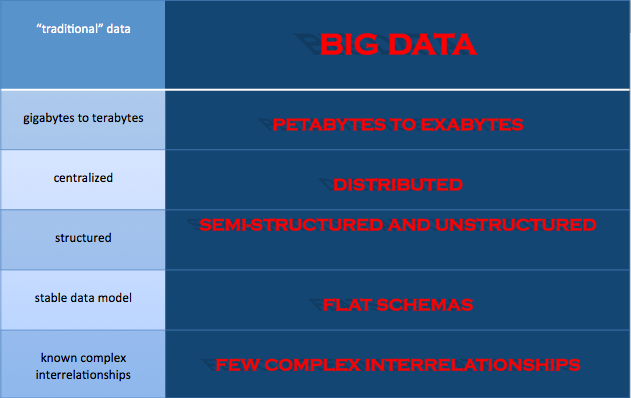 “traditional” data
BIG DATA
gigabytes to terabytes
PETABYTES TO EXABYTES
centralized
DISTRIBUTED
structured
SEMI-STRUCTURED AND UNSTRUCTURED
stable data model
FLAT SCHEMAS
known complex
interrelationships
FEW COMPLEX INTERRELATIONSHIPS